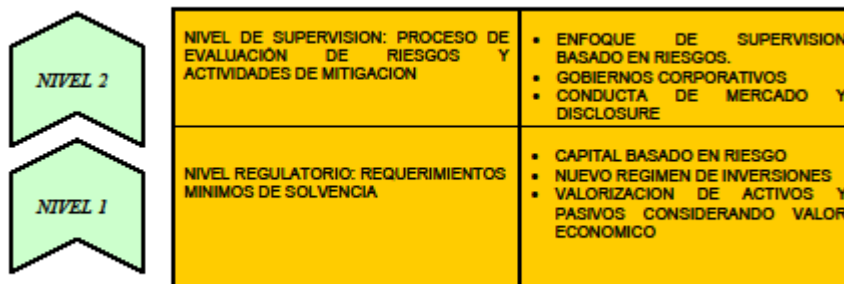 NIVEL 2
NIVEL DE SUPERVISION: PROCESO DE
EVALUACIÓN DE RIESGOS Y
ACTIVIDADES DE MITIGACION
• ENFOQUE DE SUPERVISION
BASADO EN RIESGOS.
• GOBIERNOS CORPORATIVOS
• CONDUCTA DE MERCADO Y
DISCLOSURE
NIVEL 1
NIVEL REGULATORIO: REQUERIMIENTOS
MINIMOS DE SOLVENCIA
• CAPITAL BASADO EN RIESGO
• NUEVO REGIMEN DE INVERSIONES
• VALORIZACION DE ACTIVOS Y
PASIVOS CONSIDERANDO VALOR
ECONOMICO